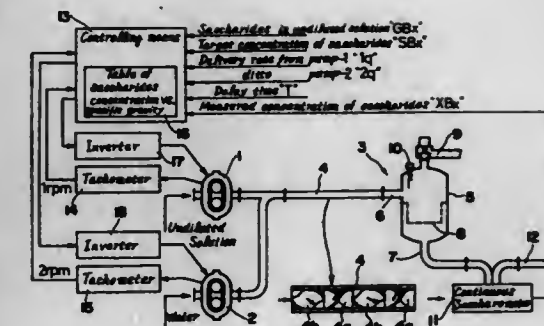 13
Controlling means
Saccharides in undiluted solution "GBx"
Target concentration of saccharides "SBx"
Delivery rate from pump-1 "1q"
ditto pump-2 "2q"
Delay time "T"
Measured concentration of saccharides "XBx"
Table of
saccharides
concentration vs.
specific gravity
16
Inverter
17
1rpm
Tachometer
14
1
Undiluted
Solution
18
Inverter
2rpm
Tachometer
15
Water
2
3
4
10
9
5
6
8
7
12
4
11
Continuous
Saccharometer